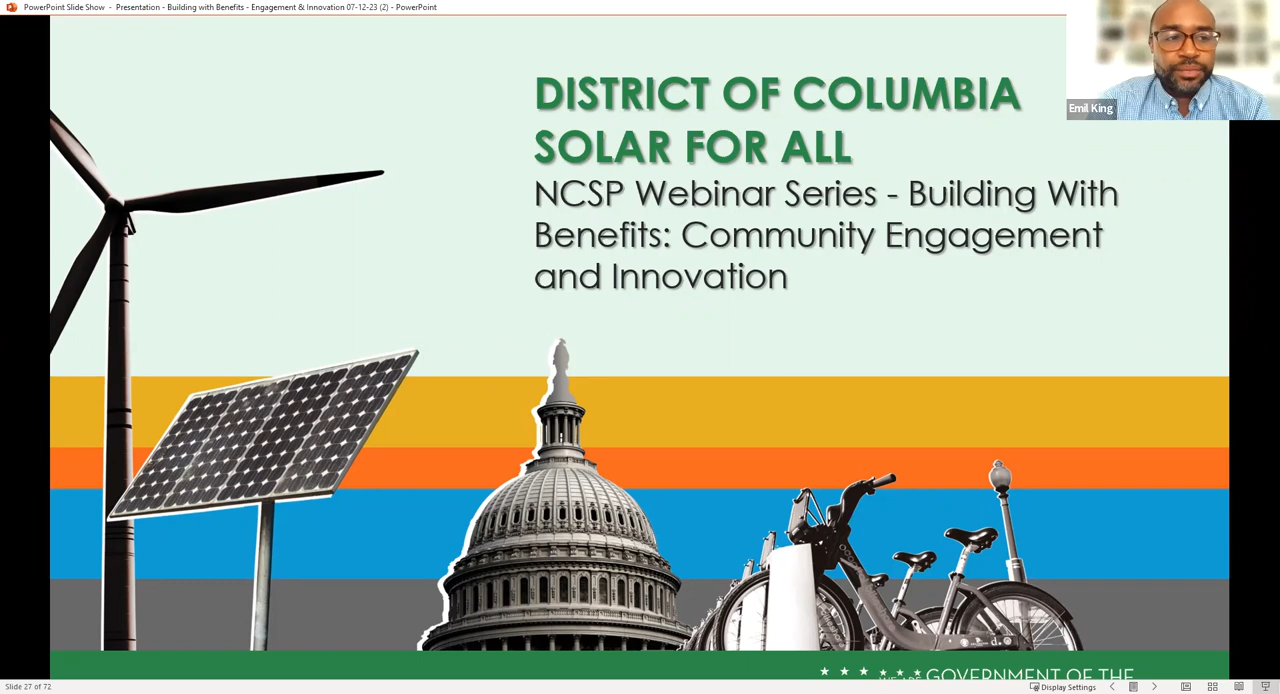 PowerPoint Slide Show - Presentation - Building with Benefits - Engagement & Innovation 07-12-23 (2) - PowerPoint
Emil King
DISTRICT OF COLUMBIA
SOLAR FOR ALL
NCSP Webinar Series - Building With
Benefits: Community Engagement
and Innovation
WE ARE GOVERNMENT OF THE
Slide 27 of 72
Display Settings